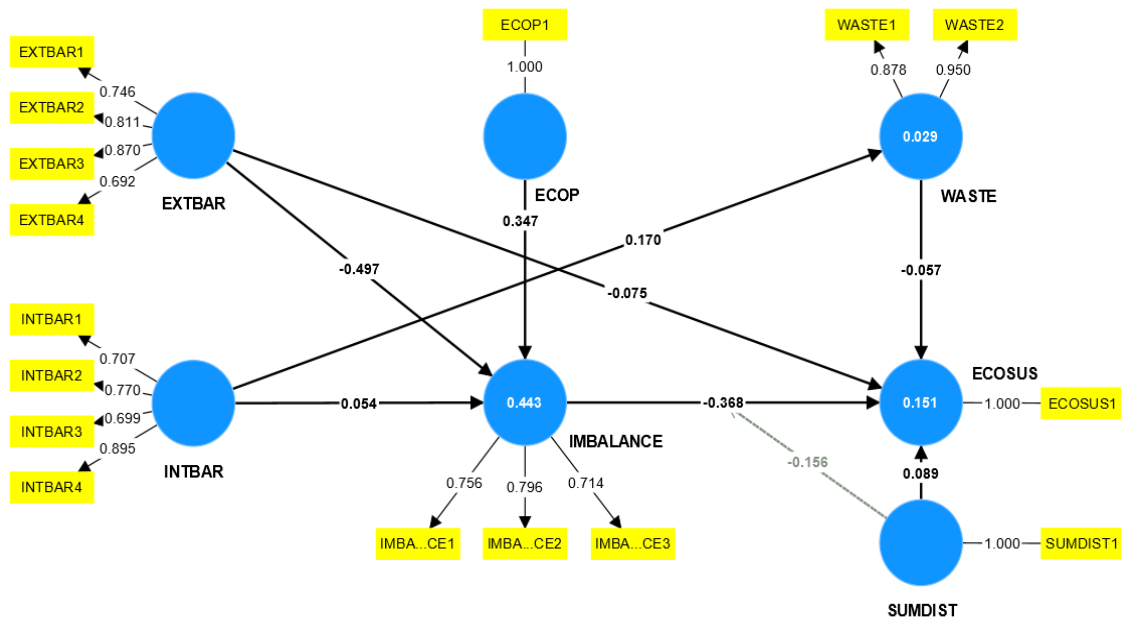 ECOP1
WASTE1
WASTE2
EXTBAR1
1.000
0.878
0.950
0.746
EXTBAR2
0.811
0.029
EXTBAR3
0.870
0.692
EXTBAR4
EXTBAR
ECOP
WASTE
0.347
0.170
-0.497
-0.057
-0.075
INTBAR1
0.707
INTBAR2
0.770
ECOSUS
0.054
0.443
-0.368
0.151
1.000
ECOSUS1
INTBAR3
0.699
0.895
IMBALANCE
INTBAR
INTBAR4
-0.156
0.089
0.756
0.796
0.714
IMBA...CE1
IMBA...CE2
IMBA...CE3
1.000
SUMDIST1
SUMDIST